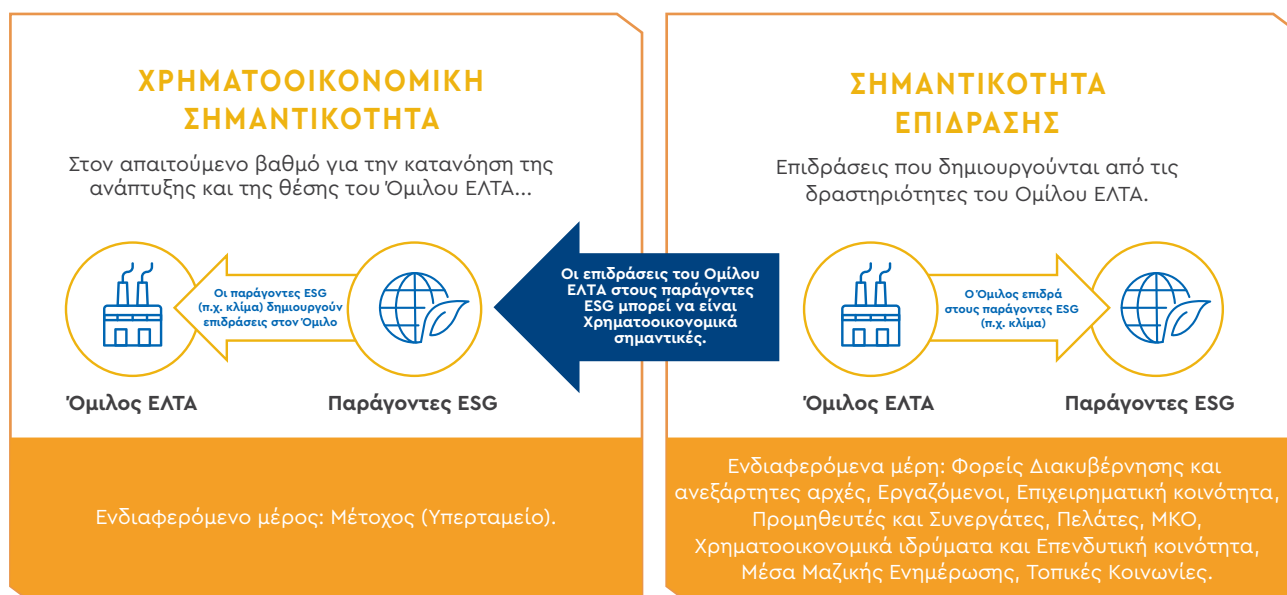 ΧΡΗΜΑΤΟΟΙΚΟΝΟΜΙΚΗ
ΣΗΜΑΝΤΙΚΟΤΗΤΑ
Στον απαιτούμενο βαθμό για την κατανόηση της
ανάπτυξης και της θέσης του Όμιλου ΕΛΤΑ...
Οι παράγοντες ESG
(π.χ. κλίμα) δημιουργούν
επιδράσεις στον Όμιλο
Όμιλος ΕΛΤΑ
Παράγοντες ESG
Ενδιαφερόμενο μέρος: Μέτοχος (Υπερταμείο).
Οι επιδράσεις του Ομίλου
ΕΛΤΑ στους παράγοντες
ESG μπορεί να είναι
Χρηματοοικονομικά
σημαντικές.
ΣΗΜΑΝΤΙΚΟΤΗΤΑ
ΕΠΙΔΡΑΣΗΣ
Επιδράσεις που δημιουργούνται από τις
δραστηριότητες του Ομίλου ΕΛΤΑ.
Ο Όμιλος επιδρά
στους παράγοντες ESG
(π.χ. κλίμα)
Όμιλος ΕΛΤΑ
Παράγοντες ESG
Ενδιαφερόμενα μέρη: Φορείς Διακυβέρνησης και
ανεξάρτητες αρχές, Εργαζόμενοι, Επιχειρηματική κοινότητα,
Προμηθευτές και Συνεργάτες, Πελάτες, ΜΚΟ,
Χρηματοοικονομικά ιδρύματα και Επενδυτική κοινότητα,
Μέσα Μαζικής Ενημέρωσης, Τοπικές Κοινωνίες.